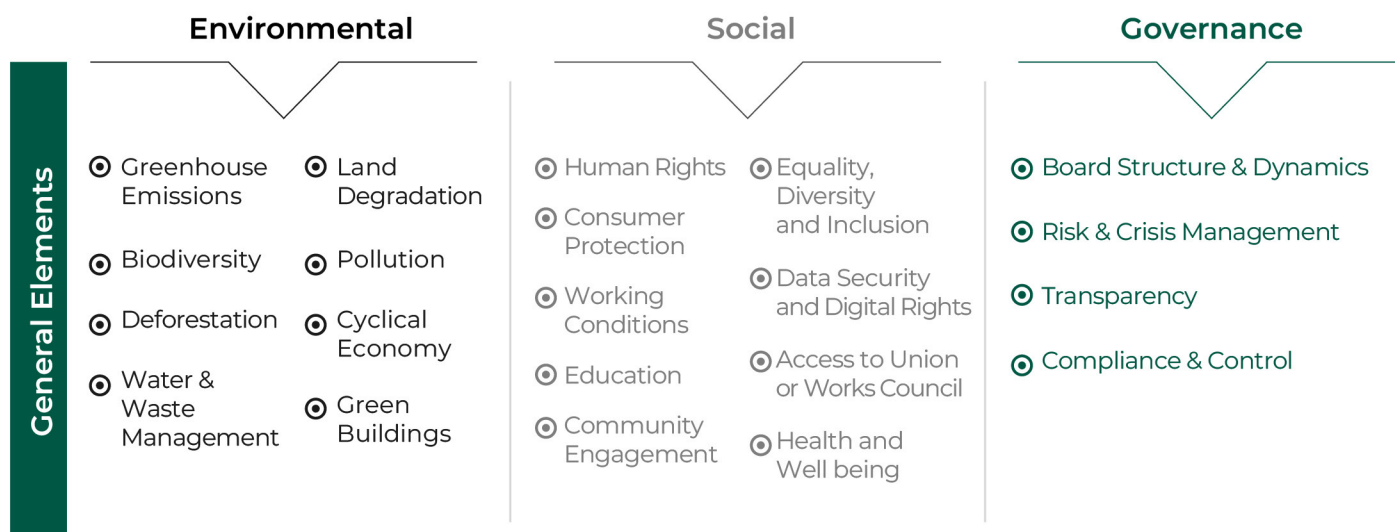 Environmental
Social
Governance
General Elements
Greenhouse
Emissions
Biodiversity
Deforestation
Water &
Waste
Management
Land
Degradation
Pollution
Cyclical
Economy
Green
Buildings
Human Rights
Consumer
Protection
Working
Conditions
Education
Community
Engagement
Equality,
Diversity
and Inclusion
Data Security
and Digital Rights
Access to Union
or Works Council
Health and
Well being
Board Structure & Dynamics
Risk & Crisis Management
Transparency
Compliance & Control